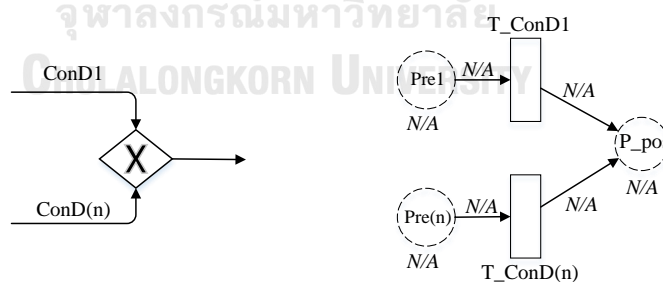 จุฬาลงกรณ์มหาวิทยาลัย
CHULALONGKORN UNIVERSITY
ConD1
X
ConD(n)
T_ConD1
Pre1
N/A
N/A
N/A
P_po
N/A
Pre(n)
N/A
N/A
N/A
T_ConD(n)